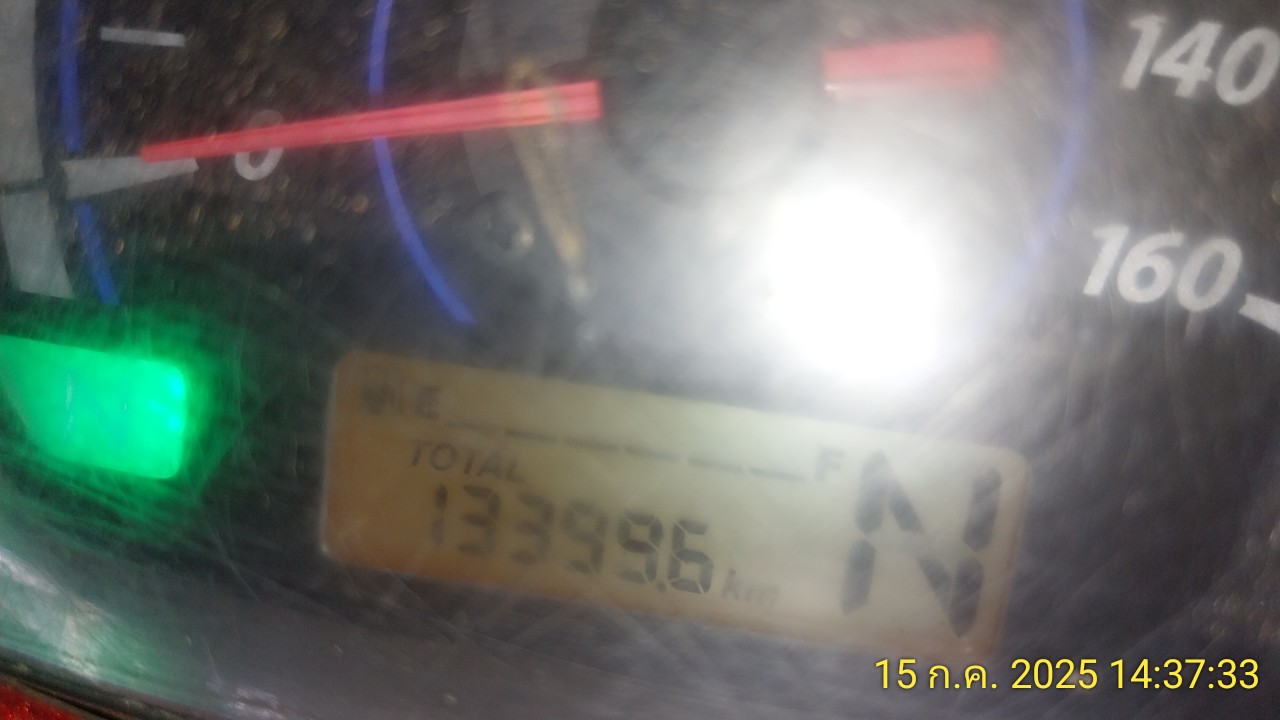 140
0
160
E F
TOTAL
N
13399.6 km
15 ก.ค. 2025 14:37:33